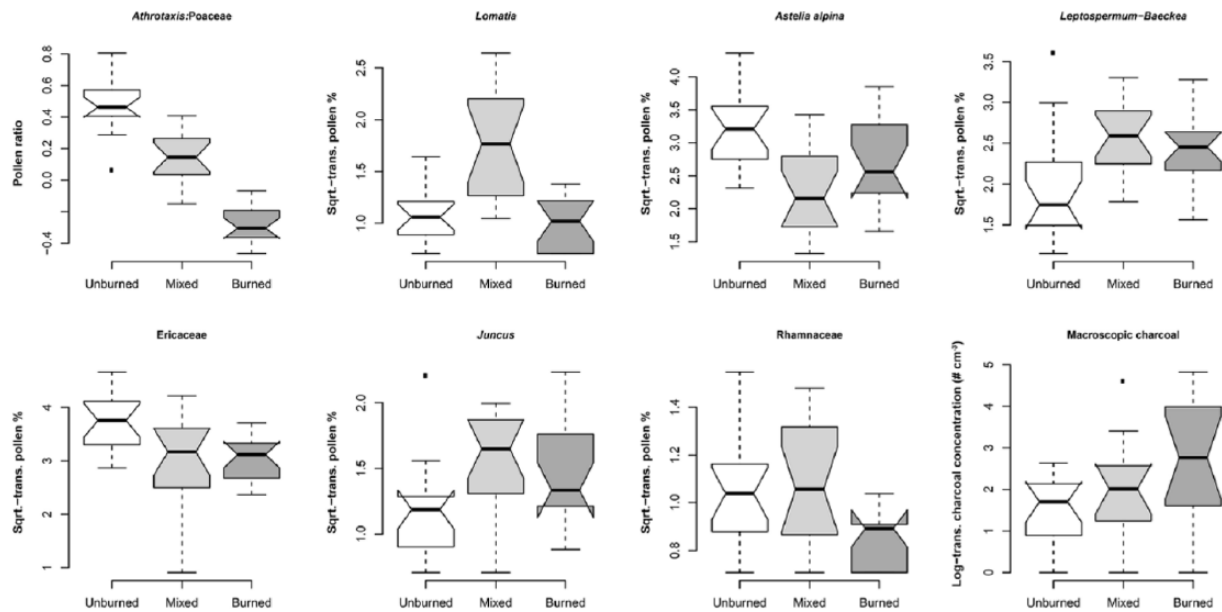 Athrotaxis:Poaceae
Pollen ratio
0.8
0.6
0.4
0.2
0.0
−0.4
Unburned Mixed Burned
Lomatia
Sqrt.−trans. pollen %
2.5
2.0
1.5
1.0
Unburned Mixed Burned
Astelia alpina
Sqrt.−trans. pollen %
4.0
3.5
3.0
2.5
2.0
1.5
Unburned Mixed Burned
Leptospermum−Baeckea
Sqrt.−trans. pollen %
3.5
3.0
2.5
2.0
1.5
Unburned Mixed Burned
Ericaceae
Sqrt.−trans. pollen %
4
3
2
1
Unburned Mixed Burned
Juncus
Sqrt.−trans. pollen %
2.0
1.5
1.0
Unburned Mixed Burned
Rhamnaceae
Sqrt.−trans. pollen %
1.4
1.2
1.0
0.8
Unburned Mixed Burned
Macroscopic charcoal
Log−trans. charcoal concentration (# cm⁻³)
5
4
3
2
1
0
Unburned Mixed Burned